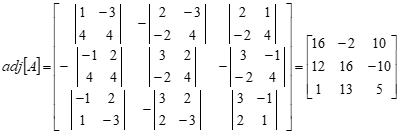 adj[A] = [ |1 −3; 4 4| −|2 −3; −2 4| |2 1; −2 4|
−|−1 2; 4 4| |3 2; −2 4| −|3 −1; −2 4|
|−1 2; 1 −3| −|3 2; 2 −3| |3 −1; 2 1| ]
= [ 16 −2 10
12 16 −10
1 13 5 ]